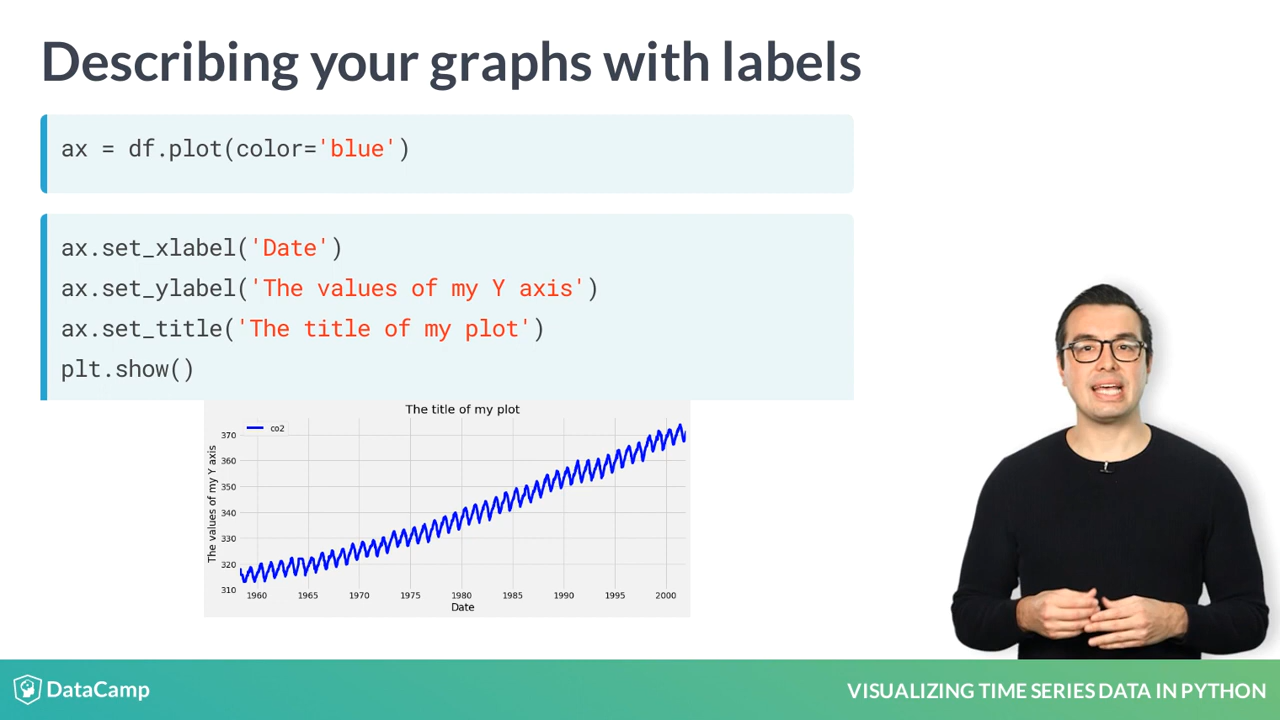 Describing your graphs with labels
ax = df.plot(color='blue')
ax.set_xlabel('Date')
ax.set_ylabel('The values of my Y axis')
ax.set_title('The title of my plot')
plt.show()
The title of my plot
co2
The values of my Y axis
370
360
350
340
330
320
310
1960 1965 1970 1975 1980 1985 1990 1995 2000
Date
DataCamp
VISUALIZING TIME SERIES DATA IN PYTHON